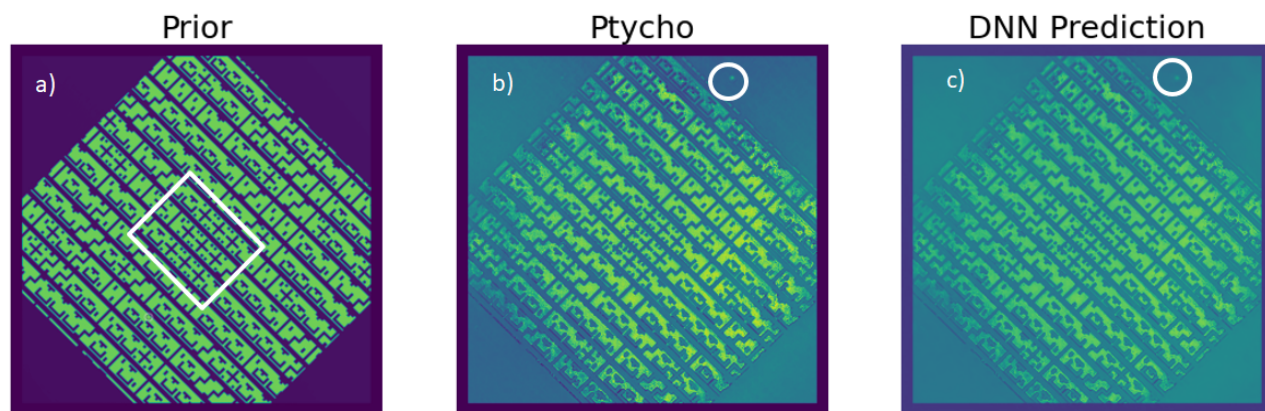 Prior
Ptycho
DNN Prediction
a)
b)
c)